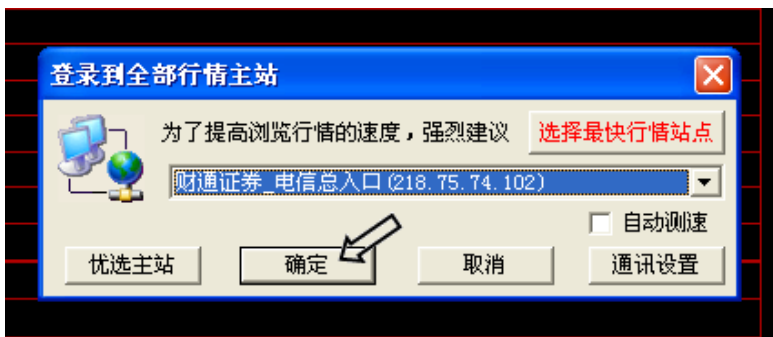 登录到全部行情主站
为了提高浏览行情的速度，强烈建议 选择最快行情站点
财通证券_电信总入口(218.75.74.102)
自动测速
优选主站 确定 取消 通讯设置